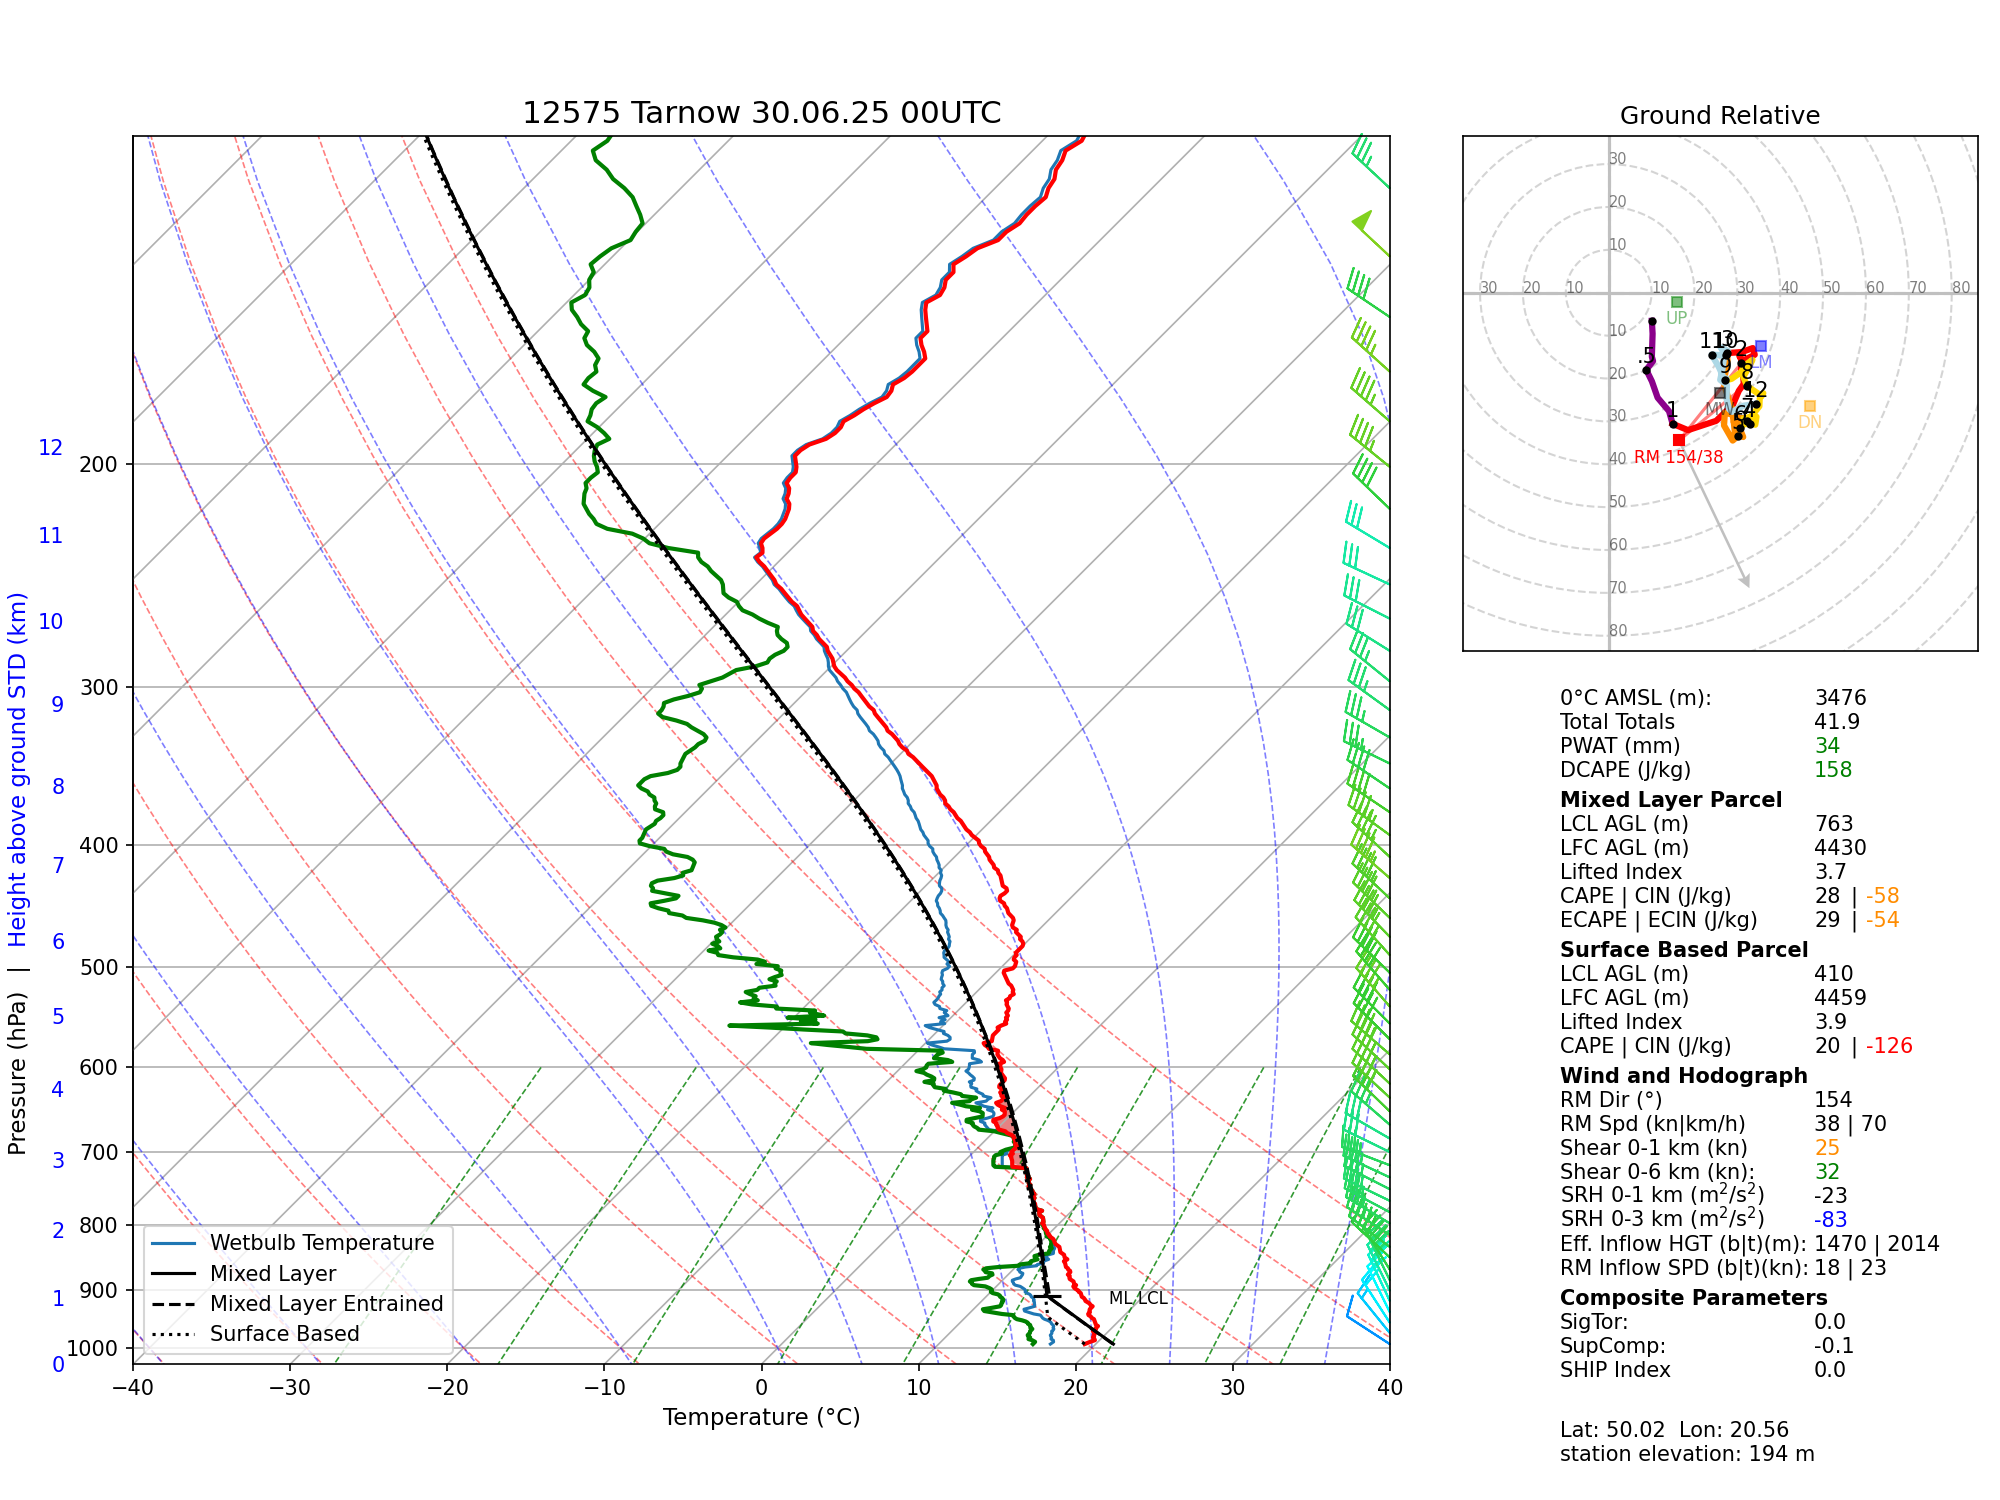 12575 Tarnow 30.06.25 00UTC
Ground Relative
30
20
10
30 20 10 10 20 30 40 50 60 70 80
10
20
30
40
50
60
70
80
UP
LM
MW
DN
RM 154/38
.5
1
2
3
4
5
6
7
8
9
10
11
12
Pressure (hPa) | Height above ground STD (km)
12
11
10
9
8
7
6
5
4
3
2
1
0
200
300
400
500
600
700
800
900
1000
ML LCL
Wetbulb Temperature
Mixed Layer
Mixed Layer Entrained
Surface Based
−40 −30 −20 −10 0 10 20 30 40
Temperature (°C)
0°C AMSL (m): 3476
Total Totals 41.9
PWAT (mm) 34
DCAPE (J/kg) 158
Mixed Layer Parcel
LCL AGL (m) 763
LFC AGL (m) 4430
Lifted Index 3.7
CAPE | CIN (J/kg) 28 | -58
ECAPE | ECIN (J/kg) 29 | -54
Surface Based Parcel
LCL AGL (m) 410
LFC AGL (m) 4459
Lifted Index 3.9
CAPE | CIN (J/kg) 20 | -126
Wind and Hodograph
RM Dir (°) 154
RM Spd (kn|km/h) 38 | 70
Shear 0-1 km (kn) 25
Shear 0-6 km (kn): 32
SRH 0-1 km (m²/s²) -23
SRH 0-3 km (m²/s²) -83
Eff. Inflow HGT (b|t)(m): 1470 | 2014
RM Inflow SPD (b|t)(kn): 18 | 23
Composite Parameters
SigTor: 0.0
SupComp: -0.1
SHIP Index 0.0
Lat: 50.02 Lon: 20.56
station elevation: 194 m